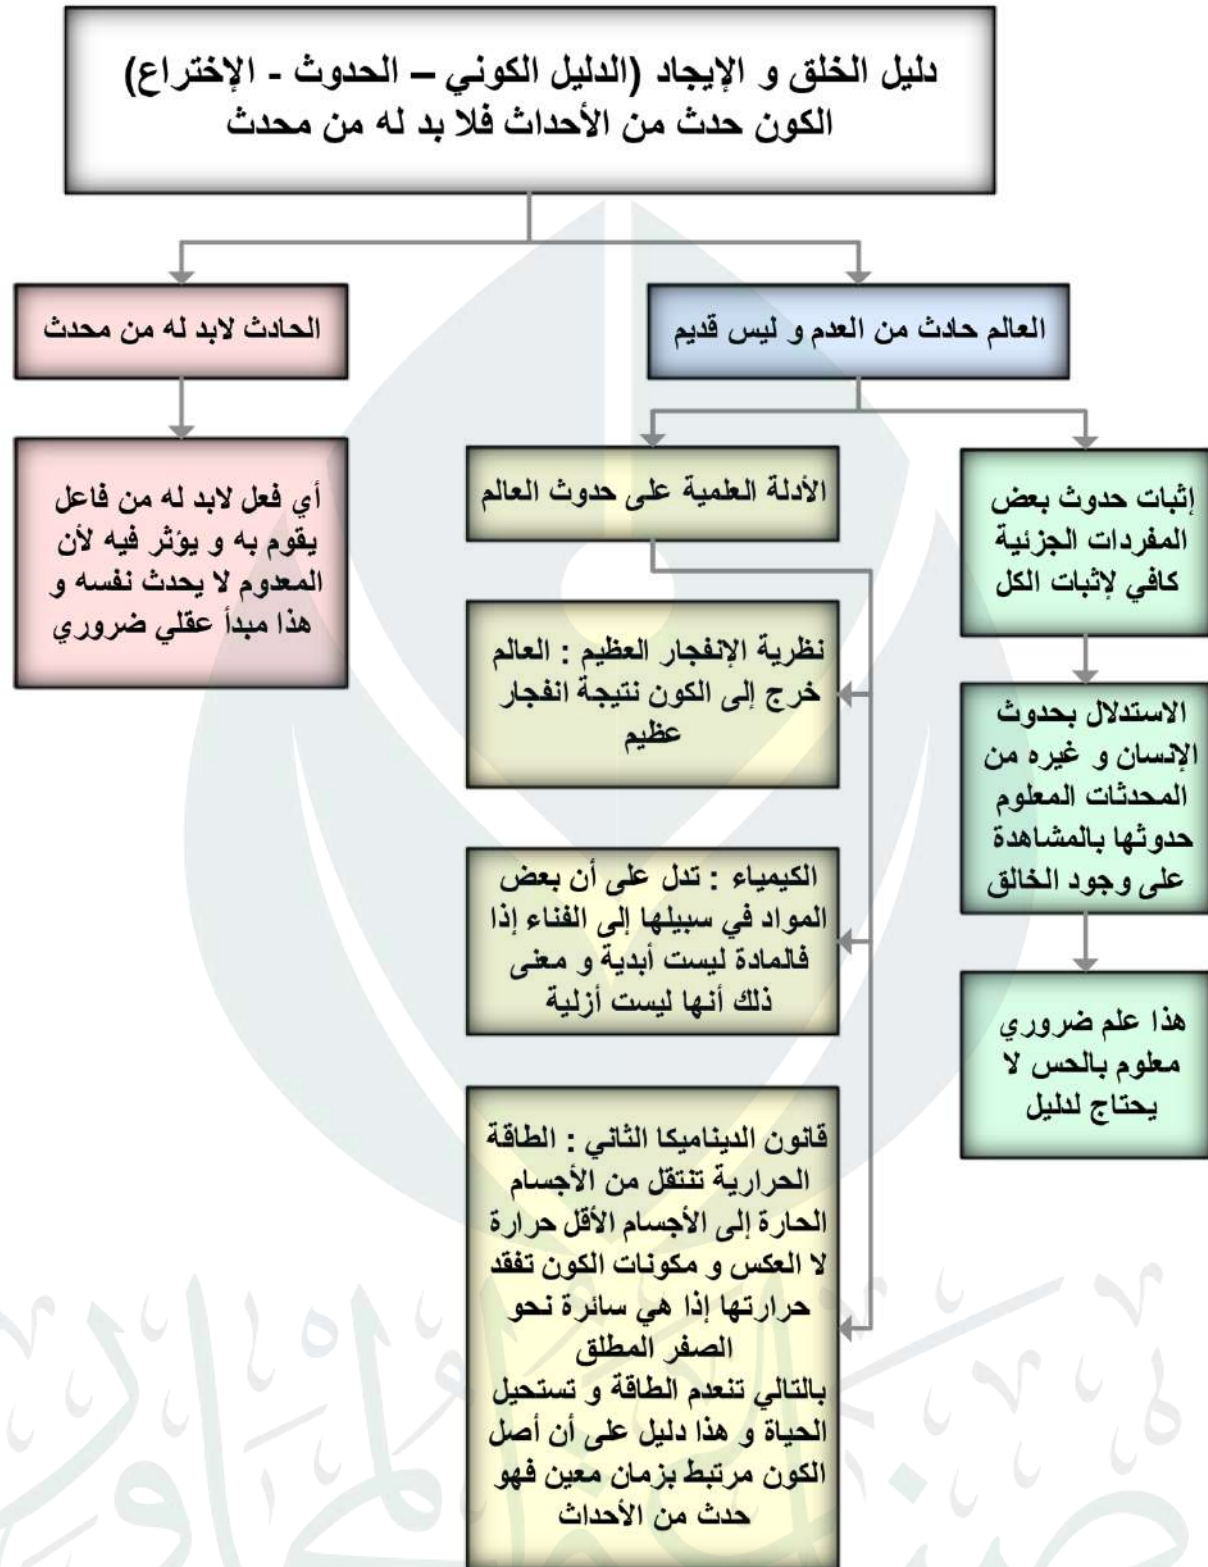 دليل الخلق و الإيجاد (الدليل الكوني – الحدوث - الإختراع)
الكون حدث من الأحداث فلا بد له من محدث
العالم حادث من العدم و ليس قديم
الحادث لابد له من محدث
إثبات حدوث بعض
المفردات الجزئية
كافي لإثبات الكل
الاستدلال بحدوث
الإنسان و غيره من
المحدثات المعلوم
حدوثها بالمشاهدة
على وجود الخالق
هذا علم ضروري
معلوم بالحس لا
يحتاج لدليل
الأدلة العلمية على حدوث العالم
نظرية الإنفجار العظيم : العالم
خرج إلى الكون نتيجة انفجار
عظيم
الكيمياء : تدل على أن بعض
المواد في سبيلها إلى الفناء إذا
فالمادة ليست أبدية و معنى
ذلك أنها ليست أزلية
قانون الديناميكا الثاني : الطاقة
الحرارية تنتقل من الأجسام
الحارة إلى الأجسام الأقل حرارة
لا العكس و مكونات الكون تفقد
حرارتها إذا هي سائرة نحو
الصفر المطلق
بالتالي تنعدم الطاقة و تستحيل
الحياة و هذا دليل على أن أصل
الكون مرتبط بزمان معين فهو
حدث من الأحداث
أي فعل لابد له من فاعل
يقوم به و يؤثر فيه لأن
المعدوم لا يحدث نفسه و
هذا مبدأ عقلي ضروري